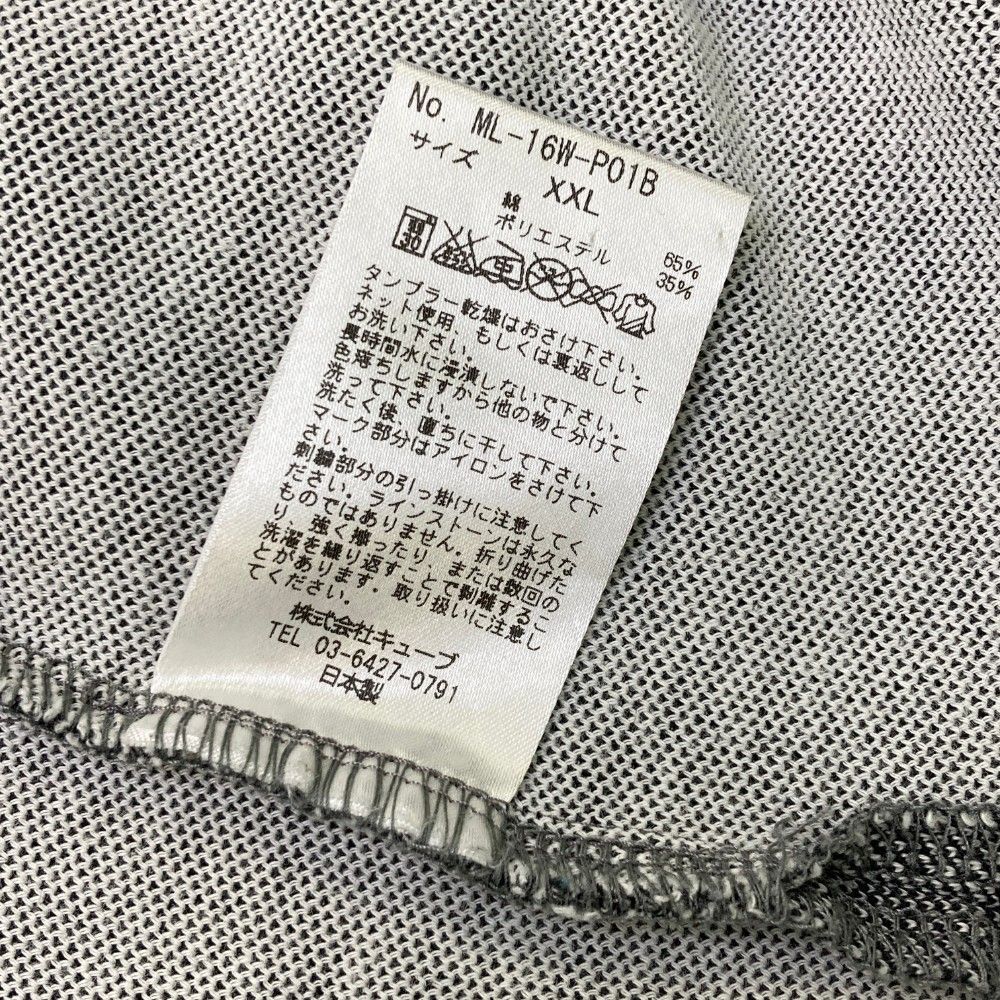 No. ML-16W-P01B
サイズ XXL
綿 65%
ポリエステル 35%
タンブラー乾燥はおさけ下さい。
ネット使用、もしくは裏返しして
お洗い下さい。
長時間水に浸漬しないで下さい。
色落ちしますから他の物と分けて
洗って下さい。
洗たく後、直ちに干して下さい。
マーク部分はアイロンをさけて下
さい。
刺繍部分の引っ掛けに注意してく
ださい。ラインストーンは永久な
ものではありません。折り曲げた
り、強く擦ったり、または数回の
洗濯を繰り返すことで剥離するこ
とがあります。取り扱いに注意し
てください。
株式会社キューブ
TEL 03-6427-0791
日本製